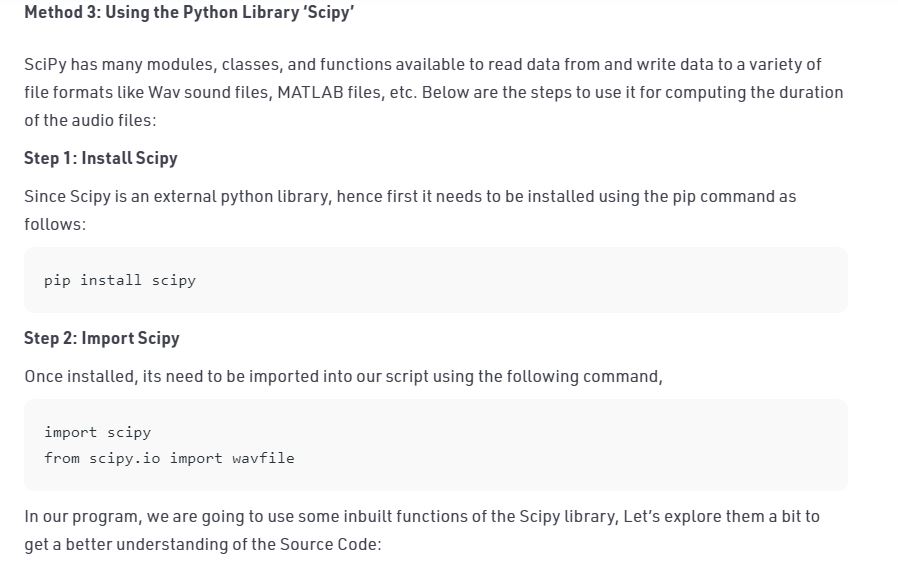 Method 3: Using the Python Library ‘Scipy’
SciPy has many modules, classes, and functions available to read data from and write data to a variety of
file formats like Wav sound files, MATLAB files, etc. Below are the steps to use it for computing the duration
of the audio files:
Step 1: Install Scipy
Since Scipy is an external python library, hence first it needs to be installed using the pip command as
follows:
pip install scipy
Step 2: Import Scipy
Once installed, its need to be imported into our script using the following command,
import scipy
from scipy.io import wavfile
In our program, we are going to use some inbuilt functions of the Scipy library, Let’s explore them a bit to
get a better understanding of the Source Code: